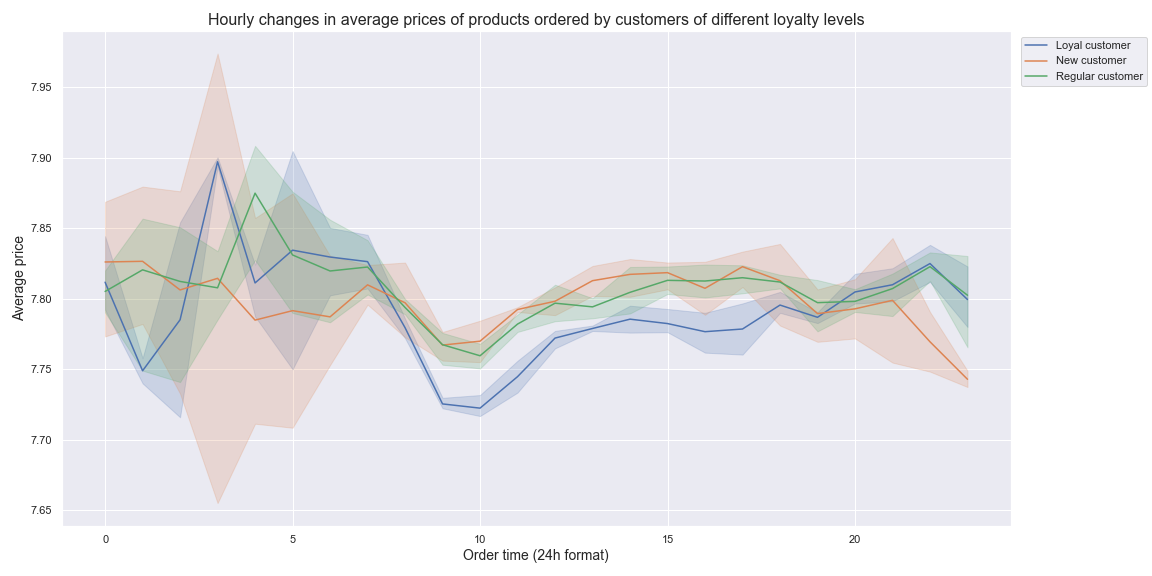 Hourly changes in average prices of products ordered by customers of different loyalty levels
Loyal customer
New customer
Regular customer
Average price
7.95
7.90
7.85
7.80
7.75
7.70
7.65
0
5
10
15
20
Order time (24h format)